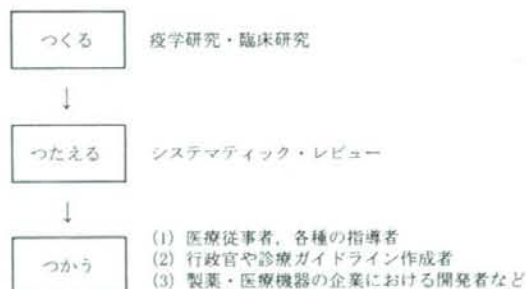 つくる 疫学研究・臨床研究
↓
つたえる システマティック・レビュー
↓
(1) 医療従事者，各種の指導者
つかう (2) 行政官や診療ガイドライン作成者
(3) 製薬・医療機器の企業における開発者など